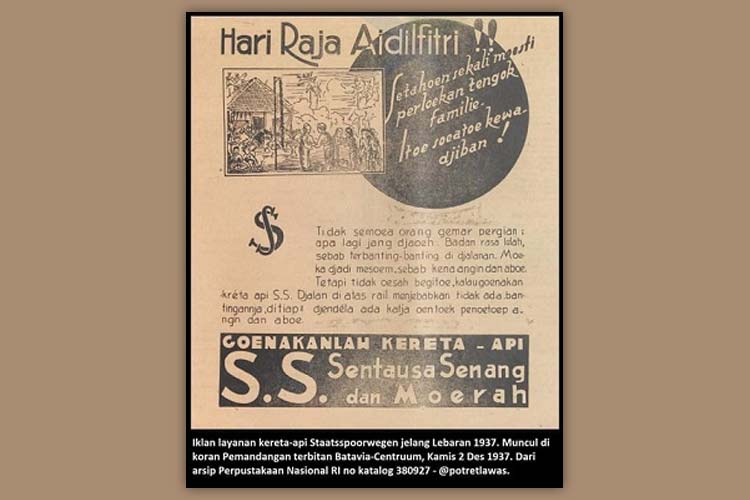 Hari Raja Aidilfitri !!
Setahoen sekali moesti
perloekan tengok
familie.
Itoe soeatoe kewa-
djiban !
SS
Tidak semoea orang gemar pergian;
apa lagi jang djaoeh. Badan rasa lelah,
sebab terbanting-banting di djalanan. Moe-
ka djadi mesoem, sebab kena angin dan aboe.
Tetapi tidak oesah begitoe, kalau goenakan
kréta api S.S. Djalan di atas rail menjebabkan tidak ada ban-
tingannja, di tiap2 djendéla ada katja oentoek penoetoep a-
ngin dan aboe.
GOENAKANLAH KERETA - API
S.S. Sentausa Senang
dan Moerah
Iklan layanan kereta-api Staatsspoorwegen jelang Lebaran 1937. Muncul di
koran Pemandangan terbitan Batavia-Centruum, Kamis 2 Des 1937. Dari
arsip Perpustakaan Nasional RI no katalog 380927 - @potretlawas.